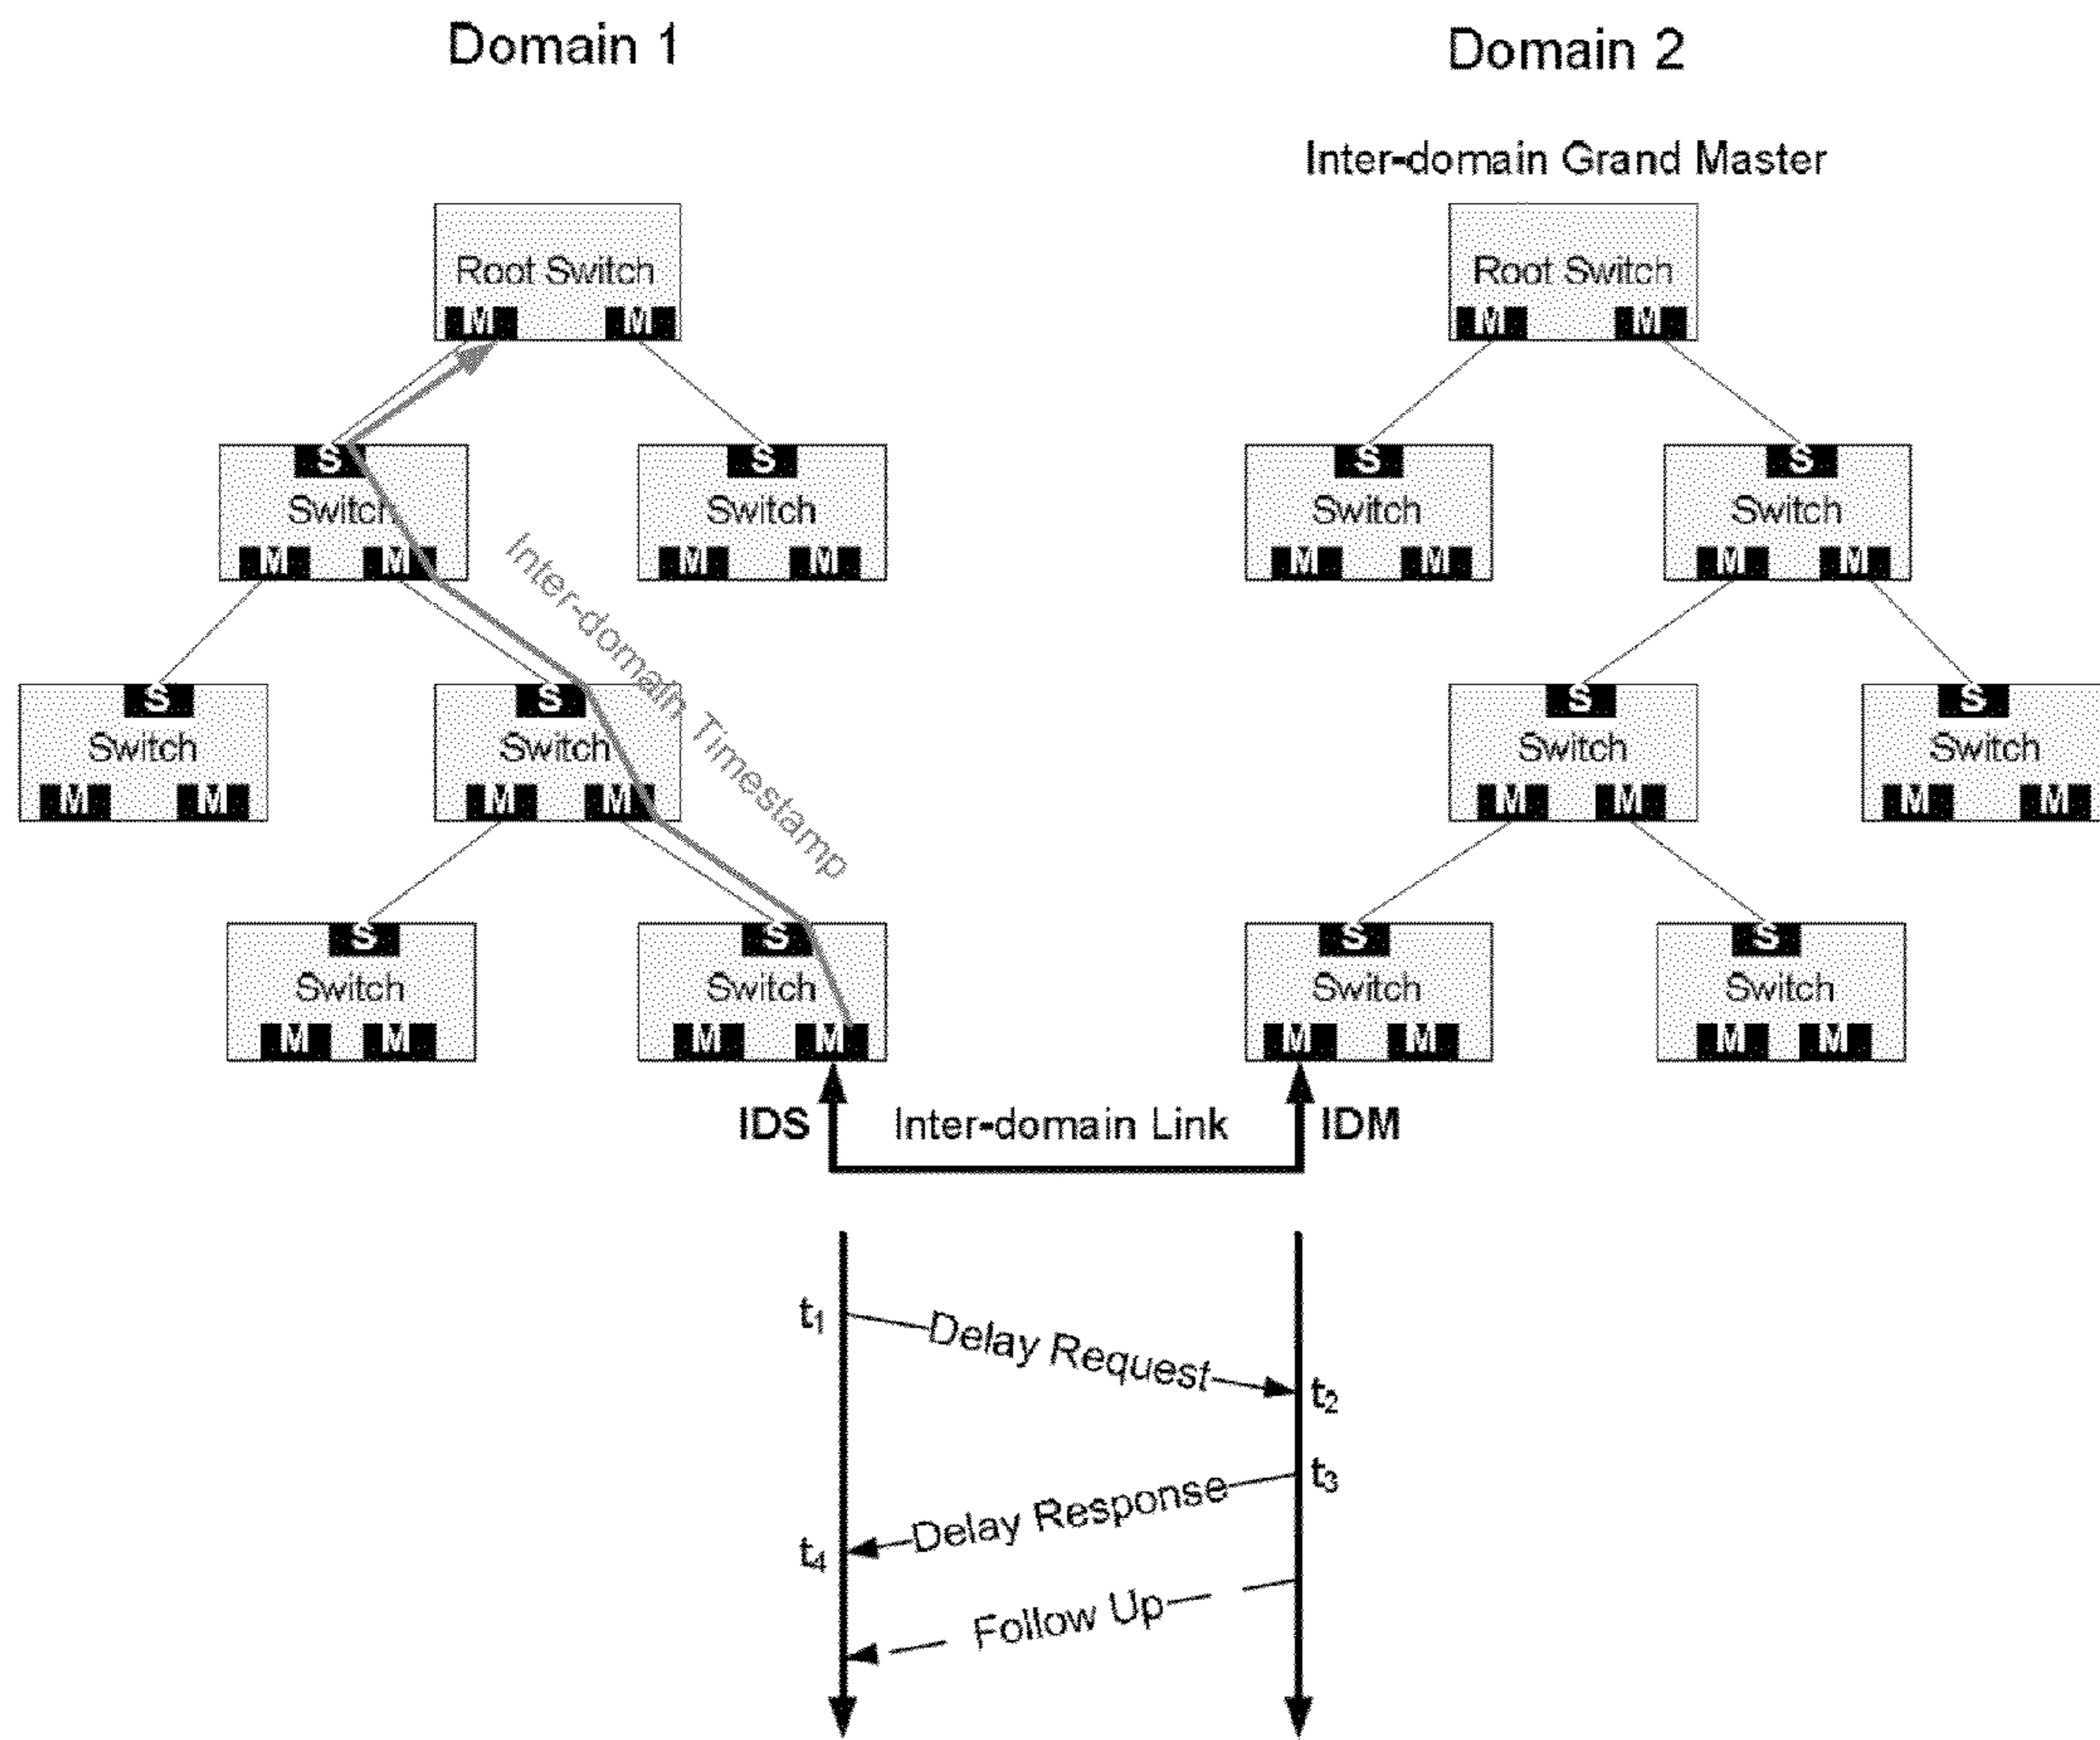 Domain 1
Domain 2
Inter-domain Grand Master
Root Switch
M M
Root Switch
M M
S
Switch
M M
S
Switch
M M
S
Switch
M M
S
Switch
M M
Inter-domain Timestamp
S
Switch
M M
S
Switch
M M
S
Switch
M M
S
Switch
M M
S
Switch
M M
S
Switch
M M
S
Switch
M M
S
Switch
M M
IDS
Inter-domain Link
IDM
t1
Delay Request
t2
t3
Delay Response
t4
Follow Up